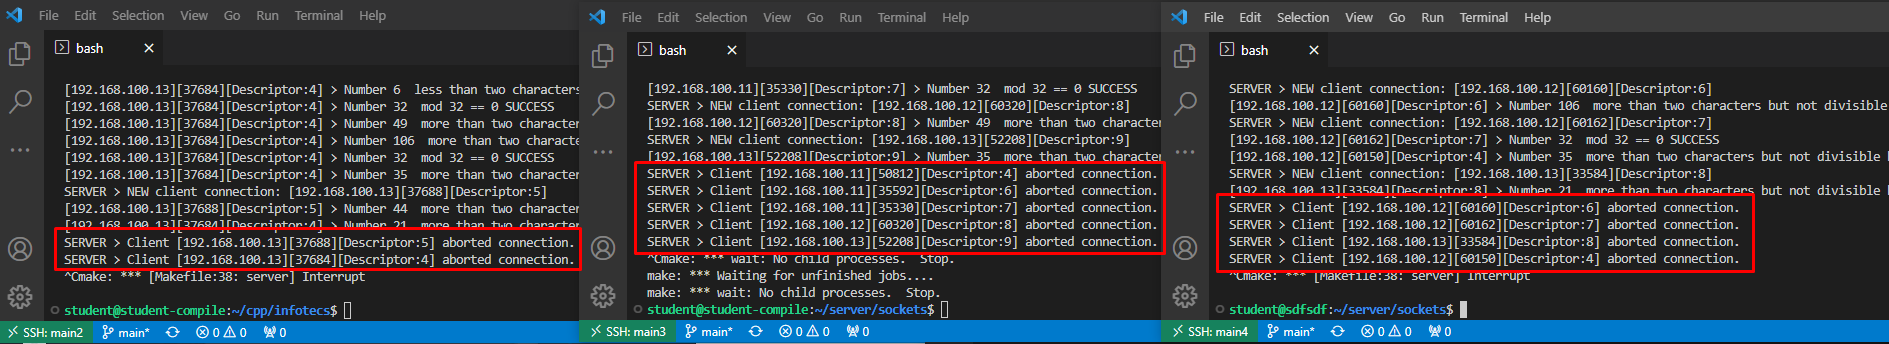 File Edit Selection View Go Run Terminal Help
bash
[192.168.100.13][37684][Descriptor:4] > Number 6  less than two characters
[192.168.100.13][37684][Descriptor:4] > Number 32  mod 32 == 0 SUCCESS
[192.168.100.13][37684][Descriptor:4] > Number 49  more than two character
[192.168.100.13][37684][Descriptor:4] > Number 106  more than two characte
[192.168.100.13][37684][Descriptor:4] > Number 32  mod 32 == 0 SUCCESS
[192.168.100.13][37684][Descriptor:4] > Number 35  more than two character
SERVER > NEW client connection: [192.168.100.13][37688][Descriptor:5]
[192.168.100.13][37688][Descriptor:5] > Number 44  more than two character
[192.168.100.13][37684][Descriptor:4] > Number 21  more than two character
SERVER > Client [192.168.100.13][37688][Descriptor:5] aborted connection.
SERVER > Client [192.168.100.13][37684][Descriptor:4] aborted connection.
^Cmake: *** [Makefile:38: server] Interrupt
student@student-compile:~/cpp/infotecs$
SSH: main2 main* 0 0 0
File Edit Selection View Go Run Terminal Help
bash
[192.168.100.11][35330][Descriptor:7] > Number 32  mod 32 == 0 SUCCESS
SERVER > NEW client connection: [192.168.100.12][60320][Descriptor:8]
[192.168.100.12][60320][Descriptor:8] > Number 49  more than two character
SERVER > NEW client connection: [192.168.100.13][52208][Descriptor:9]
[192.168.100.13][52208][Descriptor:9] > Number 35  more than two character
SERVER > Client [192.168.100.11][50812][Descriptor:4] aborted connection.
SERVER > Client [192.168.100.11][35592][Descriptor:6] aborted connection.
SERVER > Client [192.168.100.11][35330][Descriptor:7] aborted connection.
SERVER > Client [192.168.100.12][60320][Descriptor:8] aborted connection.
SERVER > Client [192.168.100.13][52208][Descriptor:9] aborted connection.
^Cmake: *** wait: No child processes.  Stop.
make: *** Waiting for unfinished jobs....
make: *** wait: No child processes.  Stop.
student@student-compile:~/server/sockets$
SSH: main3 main* 0 0 0
File Edit Selection View Go Run Terminal Help
bash
SERVER > NEW client connection: [192.168.100.12][60160][Descriptor:6]
[192.168.100.12][60160][Descriptor:6] > Number 106  more than two characters but not divisible
SERVER > NEW client connection: [192.168.100.12][60162][Descriptor:7]
[192.168.100.12][60162][Descriptor:7] > Number 32  mod 32 == 0 SUCCESS
[192.168.100.12][60150][Descriptor:4] > Number 35  more than two characters but not divisible b
SERVER > NEW client connection: [192.168.100.13][33584][Descriptor:8]
[192.168.100.13][33584][Descriptor:8] > Number 21  more than two characters but not divisible b
SERVER > Client [192.168.100.12][60160][Descriptor:6] aborted connection.
SERVER > Client [192.168.100.12][60162][Descriptor:7] aborted connection.
SERVER > Client [192.168.100.13][33584][Descriptor:8] aborted connection.
SERVER > Client [192.168.100.12][60150][Descriptor:4] aborted connection.
^Cmake: *** [Makefile:38: server] Interrupt
student@sdfsdf:~/server/sockets$
SSH: main4 main* 0 0 0